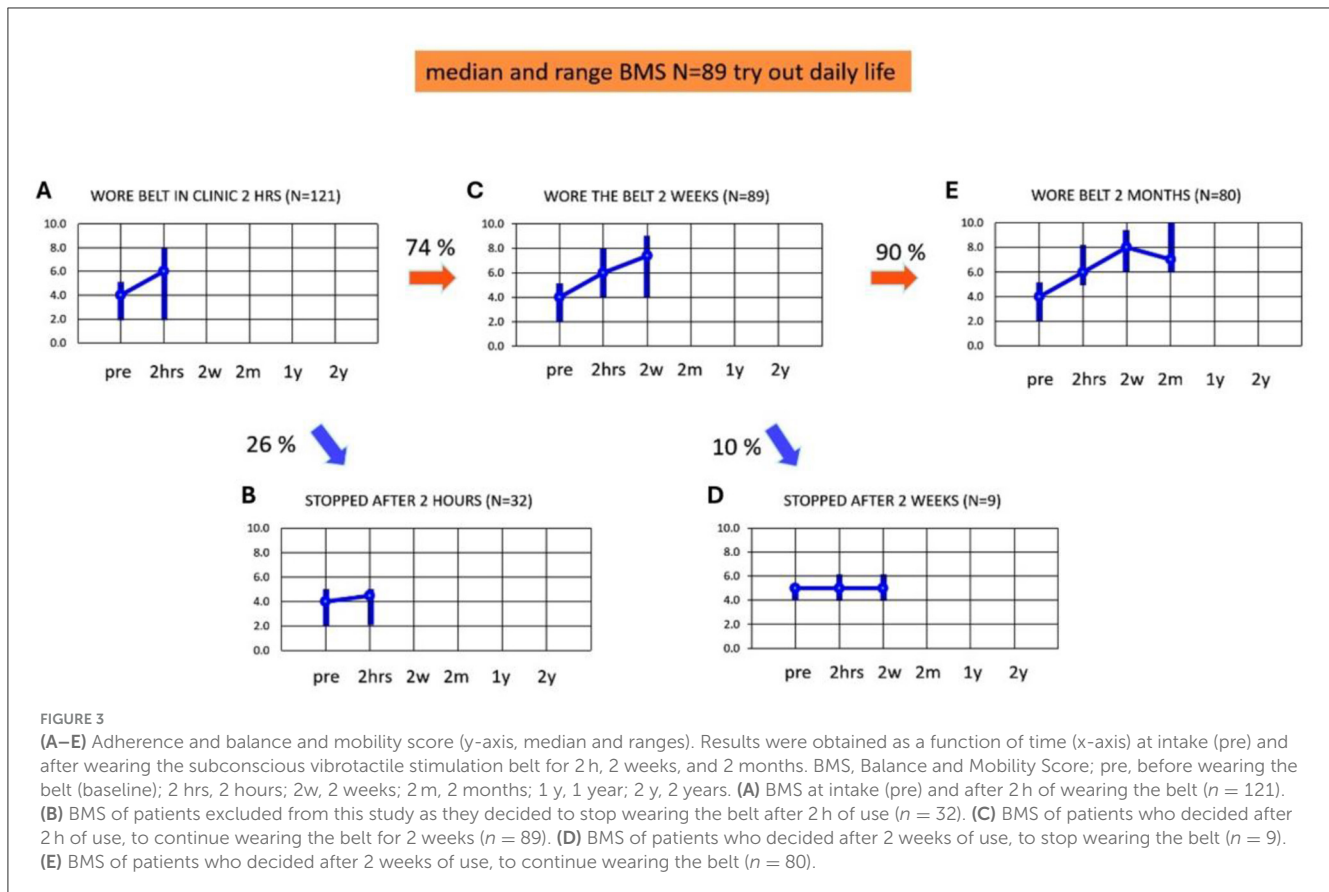 median and range BMS N=89 try out daily life
A
WORE BELT IN CLINIC 2 HRS (N=121)
10.0
8.0
6.0
4.0
2.0
0.0
pre 2hrs 2w 2m 1y 2y
74 %
C
WORE THE BELT 2 WEEKS (N=89)
10.0
8.0
6.0
4.0
2.0
0.0
pre 2hrs 2w 2m 1y 2y
90 %
E
WORE BELT 2 MONTHS (N=80)
10.0
8.0
6.0
4.0
2.0
0.0
pre 2hrs 2w 2m 1y 2y
26 %
B
STOPPED AFTER 2 HOURS (N=32)
10.0
8.0
6.0
4.0
2.0
0.0
pre 2hrs 2w 2m 1y 2y
10 %
D
STOPPED AFTER 2 WEEKS (N=9)
10.0
8.0
6.0
4.0
2.0
0.0
pre 2hrs 2w 2m 1y 2y
FIGURE 3
(A–E) Adherence and balance and mobility score (y-axis, median and ranges). Results were obtained as a function of time (x-axis) at intake (pre) and
after wearing the subconscious vibrotactile stimulation belt for 2 h, 2 weeks, and 2 months. BMS, Balance and Mobility Score; pre, before wearing the
belt (baseline); 2 hrs, 2 hours; 2w, 2 weeks; 2 m, 2 months; 1 y, 1 year; 2 y, 2 years. (A) BMS at intake (pre) and after 2 h of wearing the belt (n = 121).
(B) BMS of patients excluded from this study as they decided to stop wearing the belt after 2 h of use (n = 32). (C) BMS of patients who decided after
2 h of use, to continue wearing the belt for 2 weeks (n = 89). (D) BMS of patients who decided after 2 weeks of use, to stop wearing the belt (n = 9).
(E) BMS of patients who decided after 2 weeks of use, to continue wearing the belt (n = 80).